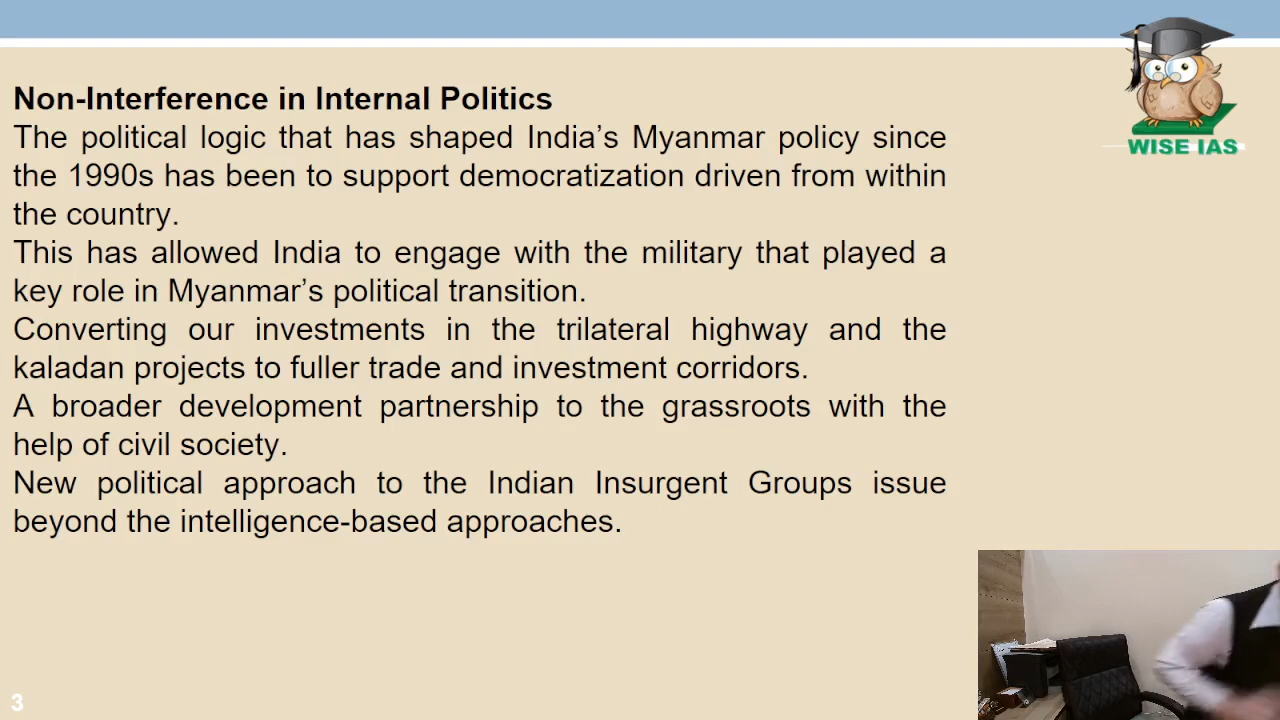 Non-Interference in Internal Politics
The political logic that has shaped India’s Myanmar policy since
the 1990s has been to support democratization driven from within
the country.
This has allowed India to engage with the military that played a
key role in Myanmar’s political transition.
Converting our investments in the trilateral highway and the
kaladan projects to fuller trade and investment corridors.
A broader development partnership to the grassroots with the
help of civil society.
New political approach to the Indian Insurgent Groups issue
beyond the intelligence-based approaches.
WISE IAS
3